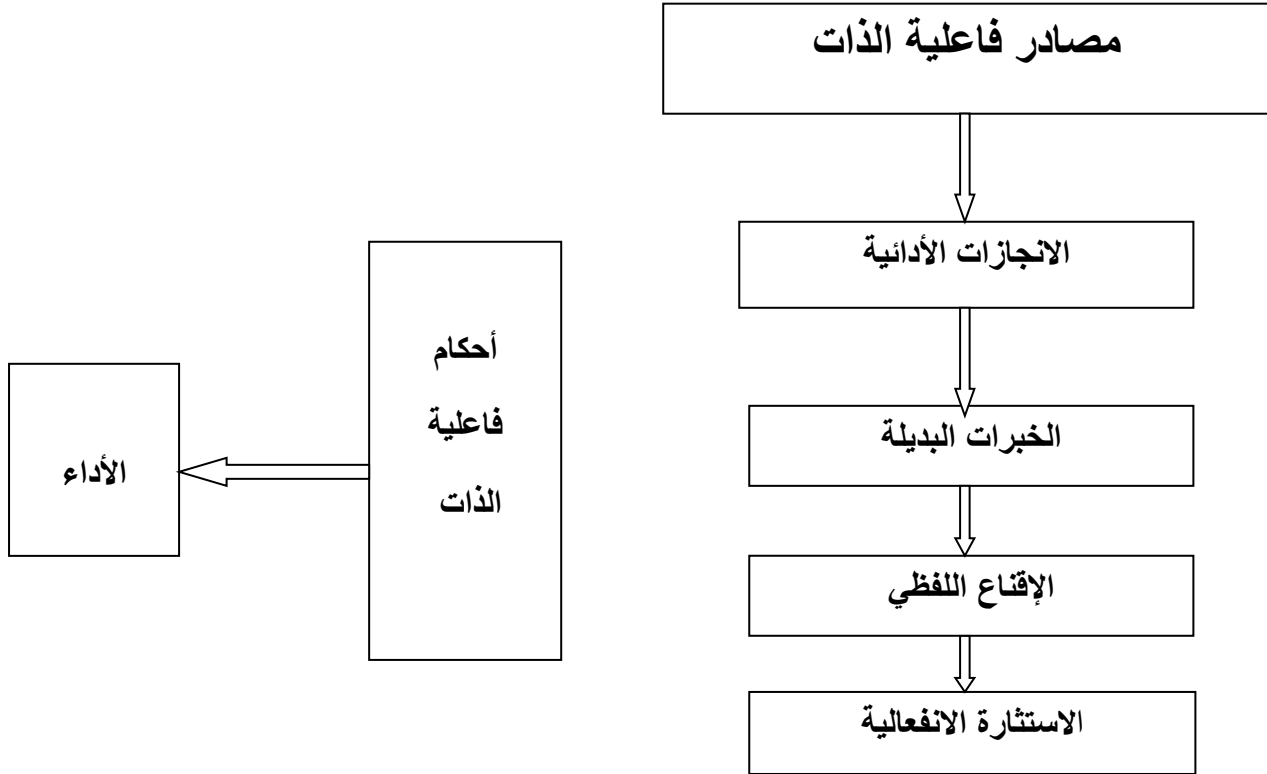 مصادر فاعلية الذات
الانجازات الأدائية
الخبرات البديلة
الإقناع اللفظي
الاستثارة الانفعالية
أحكام
فاعلية
الذات
الأداء